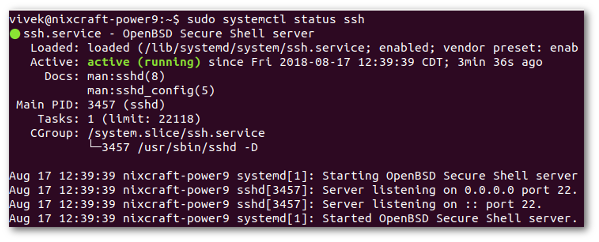 vivek@nixcraft-power9:~$ sudo systemctl status ssh
● ssh.service - OpenBSD Secure Shell server
   Loaded: loaded (/lib/systemd/system/ssh.service; enabled; vendor preset: enab
   Active: active (running) since Fri 2018-08-17 12:39:39 CDT; 3min 36s ago
     Docs: man:sshd(8)
           man:sshd_config(5)
 Main PID: 3457 (sshd)
    Tasks: 1 (limit: 22118)
   CGroup: /system.slice/ssh.service
           └─3457 /usr/sbin/sshd -D
Aug 17 12:39:39 nixcraft-power9 systemd[1]: Starting OpenBSD Secure Shell server
Aug 17 12:39:39 nixcraft-power9 sshd[3457]: Server listening on 0.0.0.0 port 22.
Aug 17 12:39:39 nixcraft-power9 sshd[3457]: Server listening on :: port 22.
Aug 17 12:39:39 nixcraft-power9 systemd[1]: Started OpenBSD Secure Shell server.